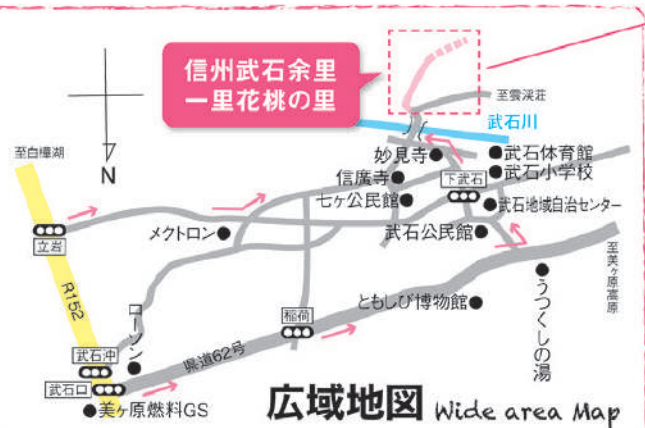 信州武石余里
一里花桃の里
至雲渓荘
武石川
至白樺湖
N
妙見寺
武石体育館
武石小学校
信廣寺
下武石
七ヶ公民館
武石地域自治センター
立岩
メクトロン
武石公民館
至美ヶ原高原
R152
ローソン
ともしび博物館
うつくしの湯
稲荷
武石沖
県道62号
武石口
美ヶ原燃料GS
広域地図 Wide area Map